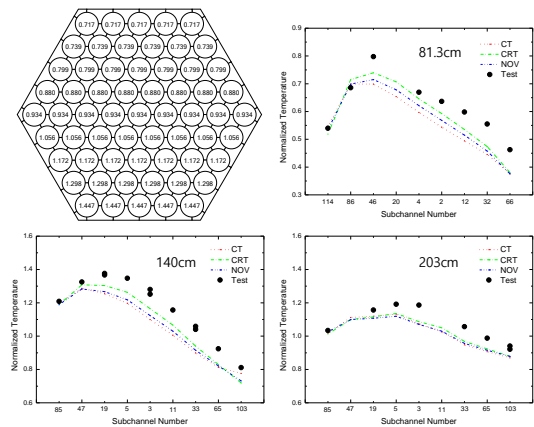 0.717 0.717 0.717 0.717 0.717
0.739 0.739 0.739 0.739 0.739 0.739
0.799 0.799 0.799 0.799 0.799 0.799 0.799
0.880 0.880 0.880 0.880 0.880 0.880 0.880 0.880
0.934 0.934 0.934 0.934 0.934 0.934 0.934 0.934 0.934
1.056 1.056 1.056 1.056 1.056 1.056 1.056 1.056
1.172 1.172 1.172 1.172 1.172 1.172 1.172
1.298 1.298 1.298 1.298 1.298 1.298
1.447 1.447 1.447 1.447 1.447
81.3cm
CT
CRT
NOV
Test
Normalized Temperature
0.9
0.8
0.7
0.6
0.5
0.4
0.3
114 86 46 20 4 2 12 32 66
Subchannel Number
140cm
CT
CRT
NOV
Test
Normalized Temperature
1.6
1.4
1.2
1.0
0.8
0.6
85 47 19 5 3 11 33 65 103
Subchannel Number
203cm
CT
CRT
NOV
Test
Normalized Temperature
1.6
1.4
1.2
1.0
0.8
0.6
85 47 19 5 3 11 33 65 103
Subchannel Number